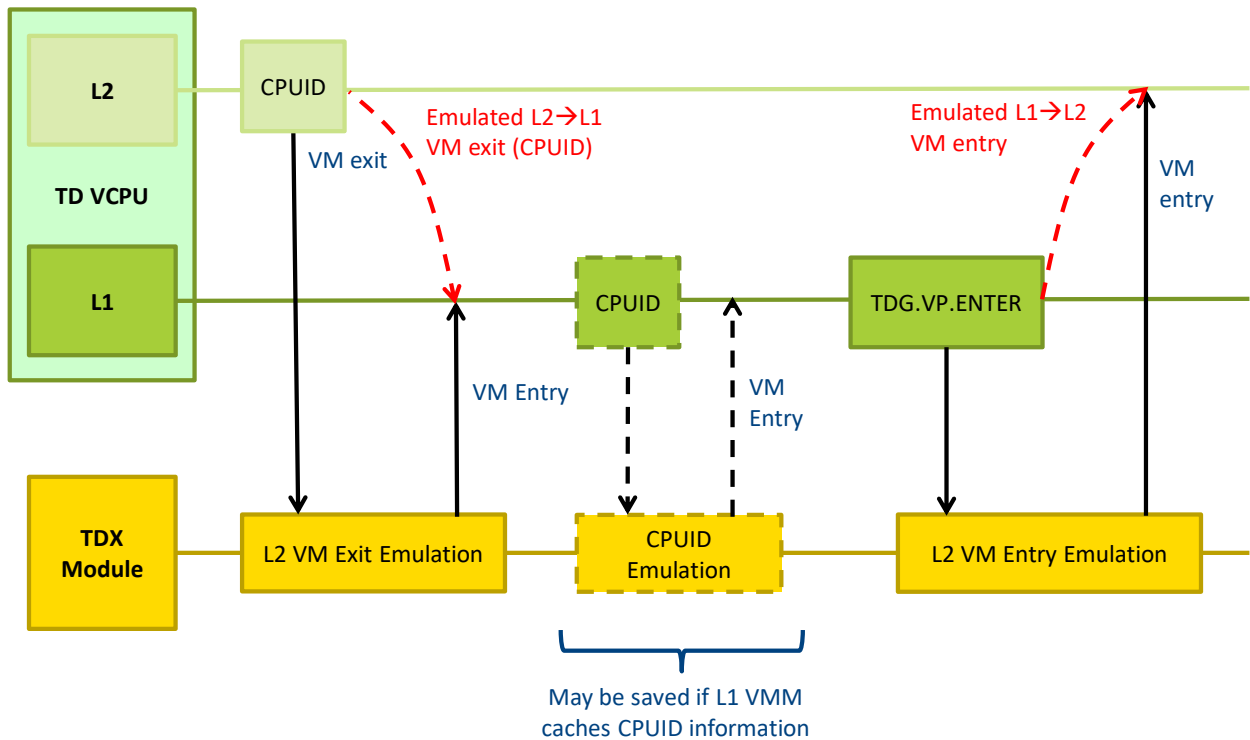 L2
CPUID
Emulated L2→L1
VM exit (CPUID)
VM exit
Emulated L1→L2
VM entry
VM
entry
TD VCPU
L1
CPUID
TDG.VP.ENTER
VM Entry
VM
Entry
TDX
Module
L2 VM Exit Emulation
CPUID
Emulation
L2 VM Entry Emulation
May be saved if L1 VMM
caches CPUID information